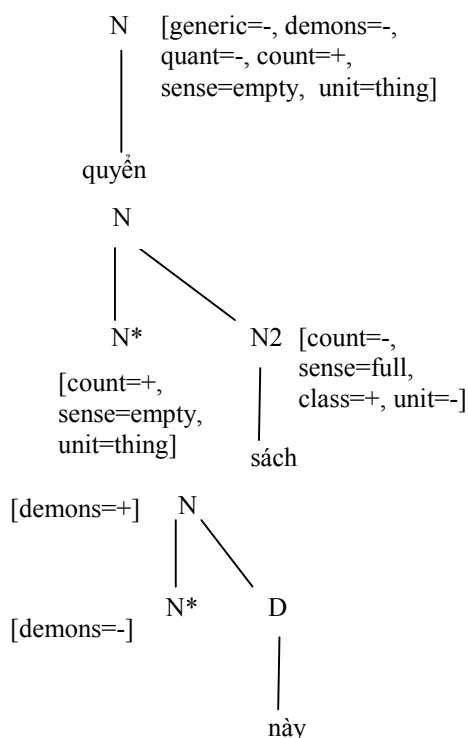 N [generic=-, demons=-,
quant=-, count=+,
sense=empty, unit=thing]
quyển
N
N* N2 [count=-,
sense=full,
class=+, unit=-]
[count=+,
sense=empty,
unit=thing]
sách
[demons=+] N
[demons=-] N* D
này